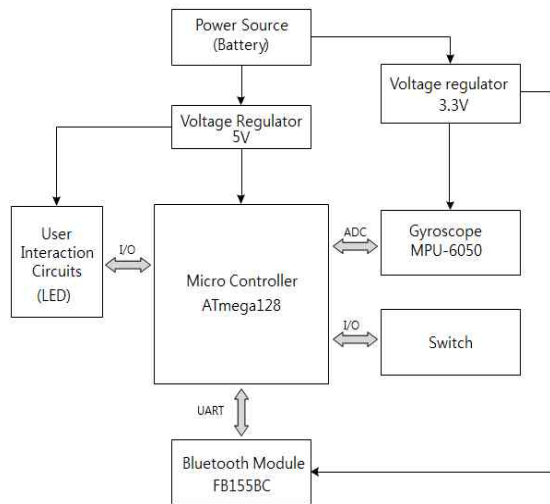 Power Source
(Battery)
Voltage regulator
3.3V
Voltage Regulator
5V
User
Interaction
Circuits
(LED)
I/O
Micro Controller
ATmega128
ADC
Gyroscope
MPU-6050
I/O
Switch
UART
Bluetooth Module
FB155BC